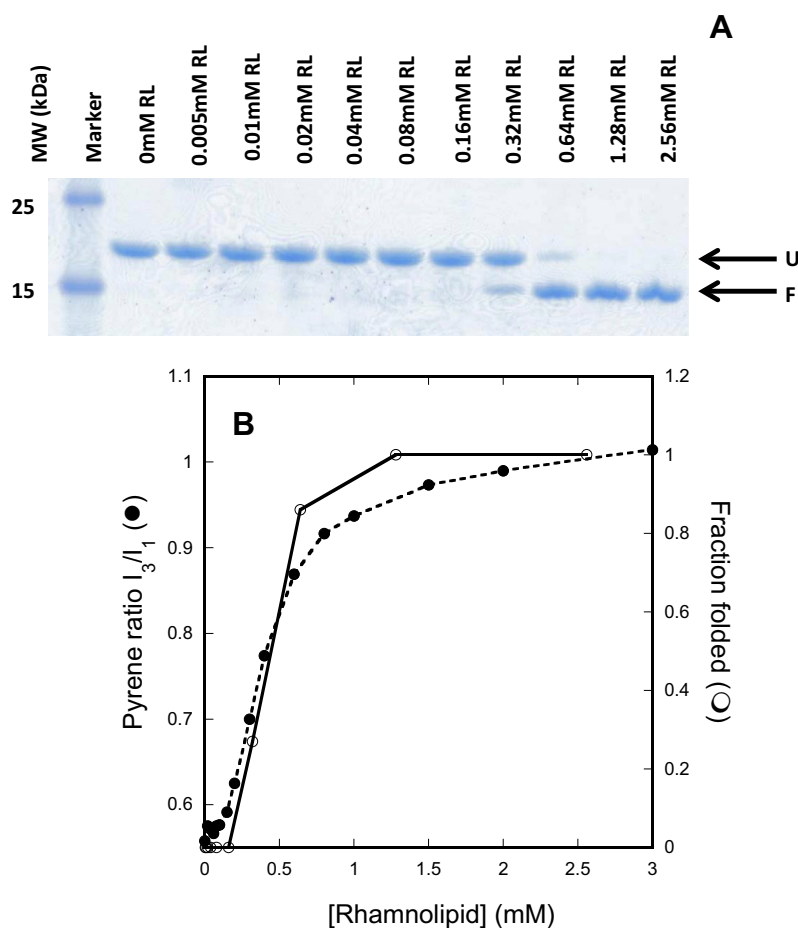 A
MW (kDa)
Marker
0mM RL
0.005mM RL
0.01mM RL
0.02mM RL
0.04mM RL
0.08mM RL
0.16mM RL
0.32mM RL
0.64mM RL
1.28mM RL
2.56mM RL
25
15
U
F
B
1.1
1
0.9
0.8
0.7
0.6
Pyrene ratio I3/I1 (●)
1.2
1
0.8
0.6
0.4
0.2
0
Fraction folded (○)
0
0.5
1
1.5
2
2.5
3
[Rhamnolipid] (mM)